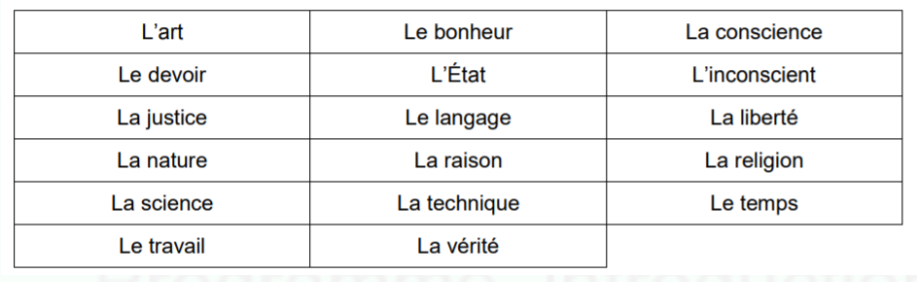 L'art Le bonheur La conscience
Le devoir L'État L'inconscient
La justice Le langage La liberté
La nature La raison La religion
La science La technique Le temps
Le travail La vérité